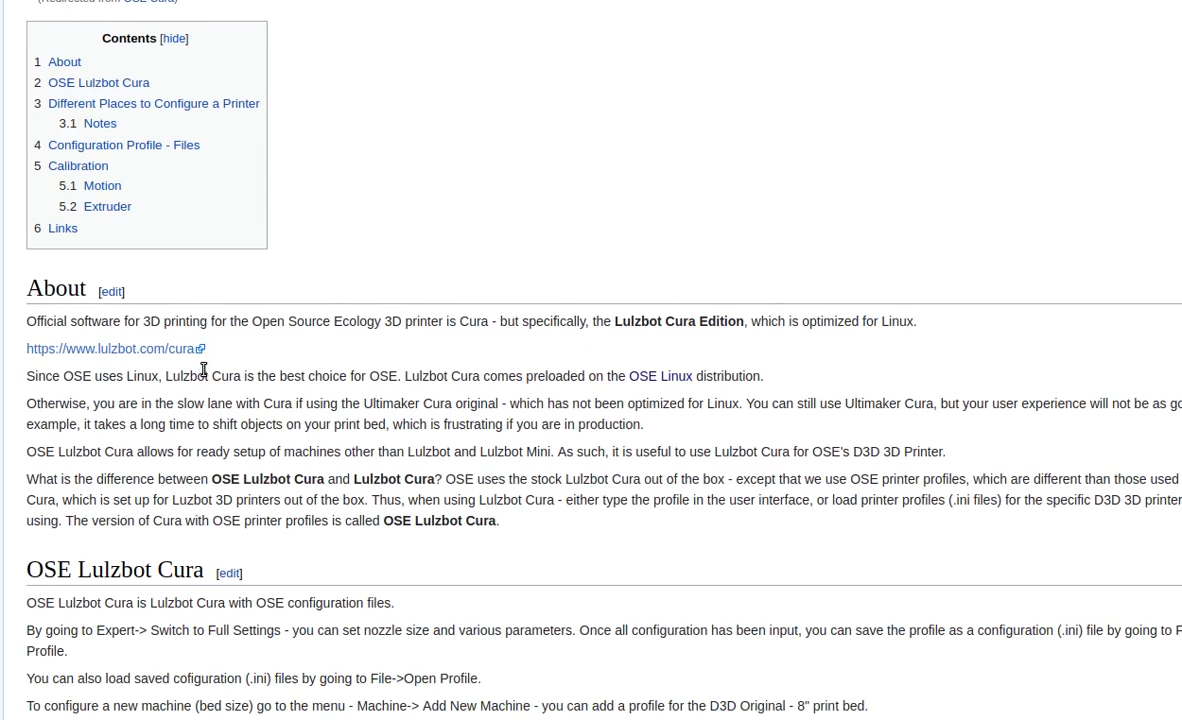 (Redirected from OSE Cura)
Contents [hide]
1 About
2 OSE Lulzbot Cura
3 Different Places to Configure a Printer
3.1 Notes
4 Configuration Profile - Files
5 Calibration
5.1 Motion
5.2 Extruder
6 Links
About [edit]
Official software for 3D printing for the Open Source Ecology 3D printer is Cura - but specifically, the Lulzbot Cura Edition, which is optimized for Linux.
https://www.lulzbot.com/cura
Since OSE uses Linux, Lulzbot Cura is the best choice for OSE. Lulzbot Cura comes preloaded on the OSE Linux distribution.
Otherwise, you are in the slow lane with Cura if using the Ultimaker Cura original - which has not been optimized for Linux. You can still use Ultimaker Cura, but your user experience will not be as go
example, it takes a long time to shift objects on your print bed, which is frustrating if you are in production.
OSE Lulzbot Cura allows for ready setup of machines other than Lulzbot and Lulzbot Mini. As such, it is useful to use Lulzbot Cura for OSE's D3D 3D Printer.
What is the difference between OSE Lulzbot Cura and Lulzbot Cura? OSE uses the stock Lulzbot Cura out of the box - except that we use OSE printer profiles, which are different than those used
Cura, which is set up for Luzbot 3D printers out of the box. Thus, when using Lulzbot Cura - either type the profile in the user interface, or load printer profiles (.ini files) for the specific D3D 3D printer
using. The version of Cura with OSE printer profiles is called OSE Lulzbot Cura.
OSE Lulzbot Cura [edit]
OSE Lulzbot Cura is Lulzbot Cura with OSE configuration files.
By going to Expert-> Switch to Full Settings - you can set nozzle size and various parameters. Once all configuration has been input, you can save the profile as a configuration (.ini) file by going to F
Profile.
You can also load saved cofiguration (.ini) files by going to File->Open Profile.
To confiugure a new machine (bed size) go to the menu - Machine-> Add New Machine - you can add a profile for the D3D Original - 8" print bed.